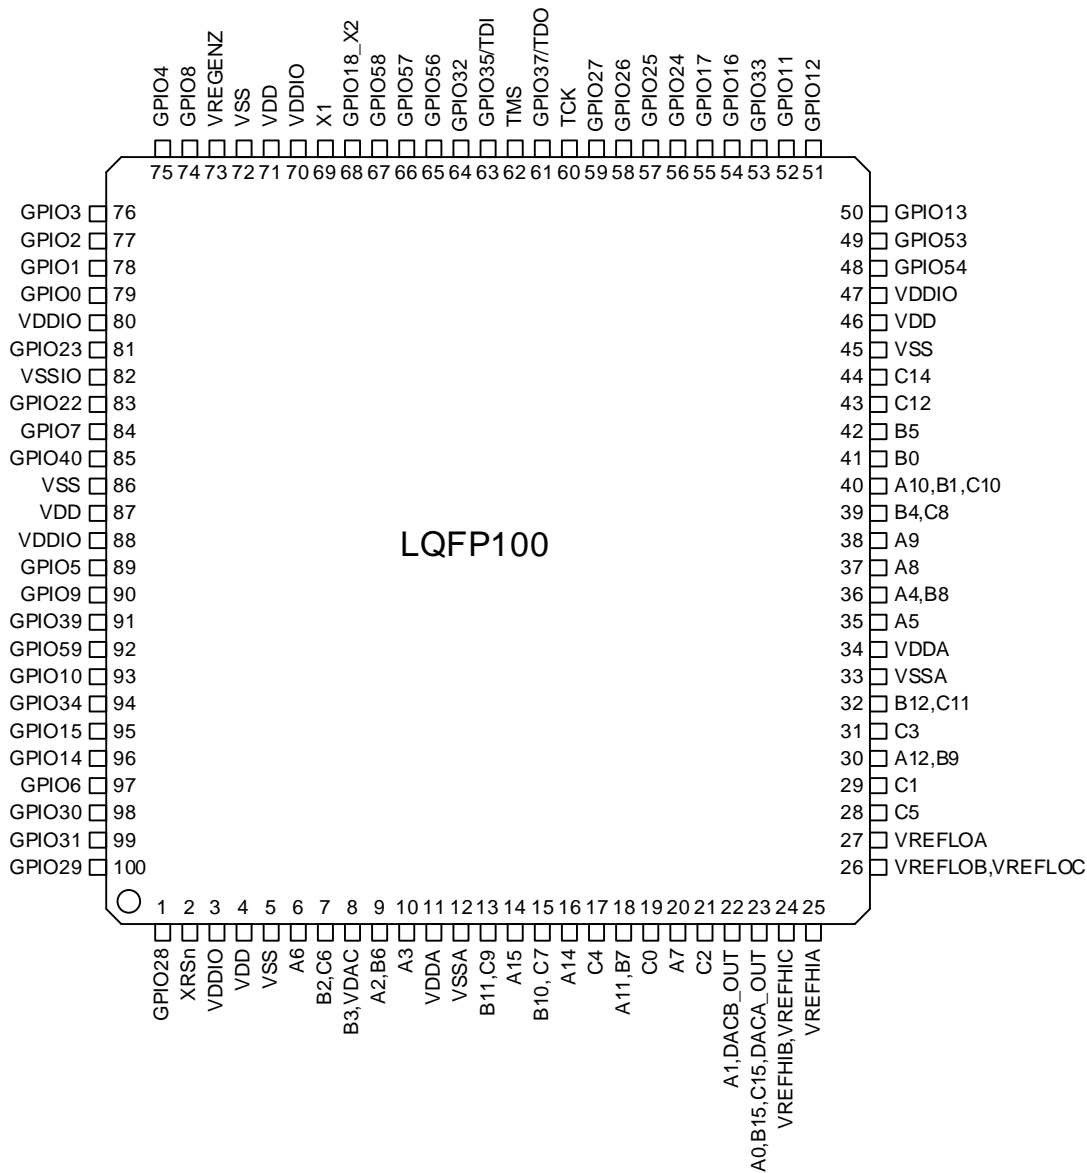 GPIO4
GPIO8
VREGENZ
VSS
VDD
VDDIO
X1
GPIO18_X2
GPIO58
GPIO57
GPIO56
GPIO32
GPIO35/TDI
TMS
GPIO37/TDO
TCK
GPIO27
GPIO26
GPIO25
GPIO24
GPIO17
GPIO16
GPIO33
GPIO11
GPIO12
75 74 73 72 71 70 69 68 67 66 65 64 63 62 61 60 59 58 57 56 55 54 53 52 51
GPIO3 76
GPIO2 77
GPIO1 78
GPIO0 79
VDDIO 80
GPIO23 81
VSSIO 82
GPIO22 83
GPIO7 84
GPIO40 85
VSS 86
VDD 87
VDDIO 88
GPIO5 89
GPIO9 90
GPIO39 91
GPIO59 92
GPIO10 93
GPIO34 94
GPIO15 95
GPIO14 96
GPIO6 97
GPIO30 98
GPIO31 99
GPIO29 100
LQFP100
50 GPIO13
49 GPIO53
48 GPIO54
47 VDDIO
46 VDD
45 VSS
44 C14
43 C12
42 B5
41 B0
40 A10,B1,C10
39 B4,C8
38 A9
37 A8
36 A4,B8
35 A5
34 VDDA
33 VSSA
32 B12,C11
31 C3
30 A12,B9
29 C1
28 C5
27 VREFLOA
26 VREFLOB,VREFLOC
1 2 3 4 5 6 7 8 9 10 11 12 13 14 15 16 17 18 19 20 21 22 23 24 25
GPIO28
XRSn
VDDIO
VDD
VSS
A6
B2,C6
B3,VDAC
A2,B6
A3
VDDA
VSSA
B11,C9
A15
B10, C7
A14
C4
A11,B7
C0
A7
C2
A1,DACB_OUT
A0,B15,C15,DACA_OUT
VREFHIB,VREFHIC
VREFHIA